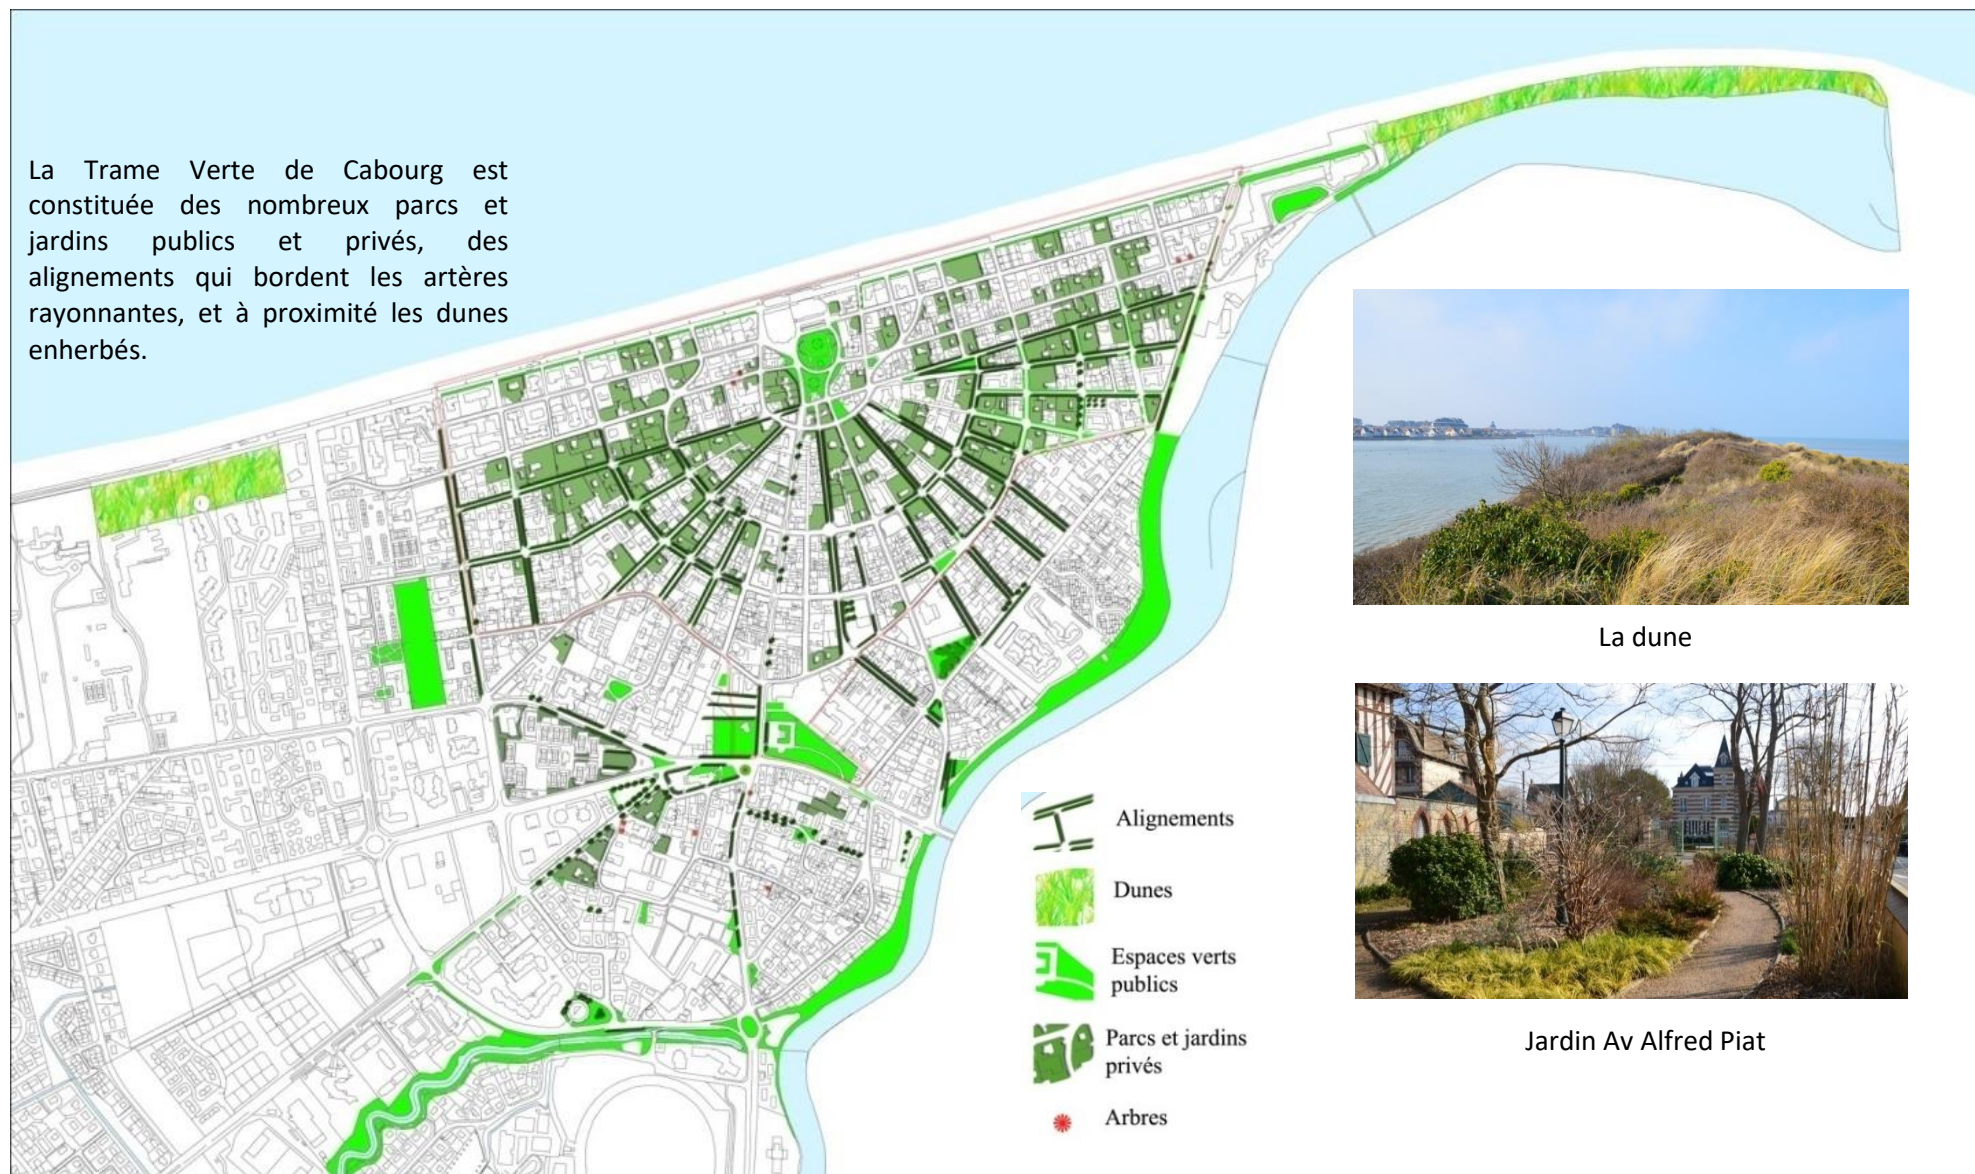 La Trame Verte de Cabourg est
constituée des nombreux parcs et
jardins publics et privés, des
alignements qui bordent les artères
rayonnantes, et à proximité les dunes
enherbés.
La dune
Alignements
Dunes
Espaces verts
publics
Parcs et jardins
privés
Arbres
Jardin Av Alfred Piat